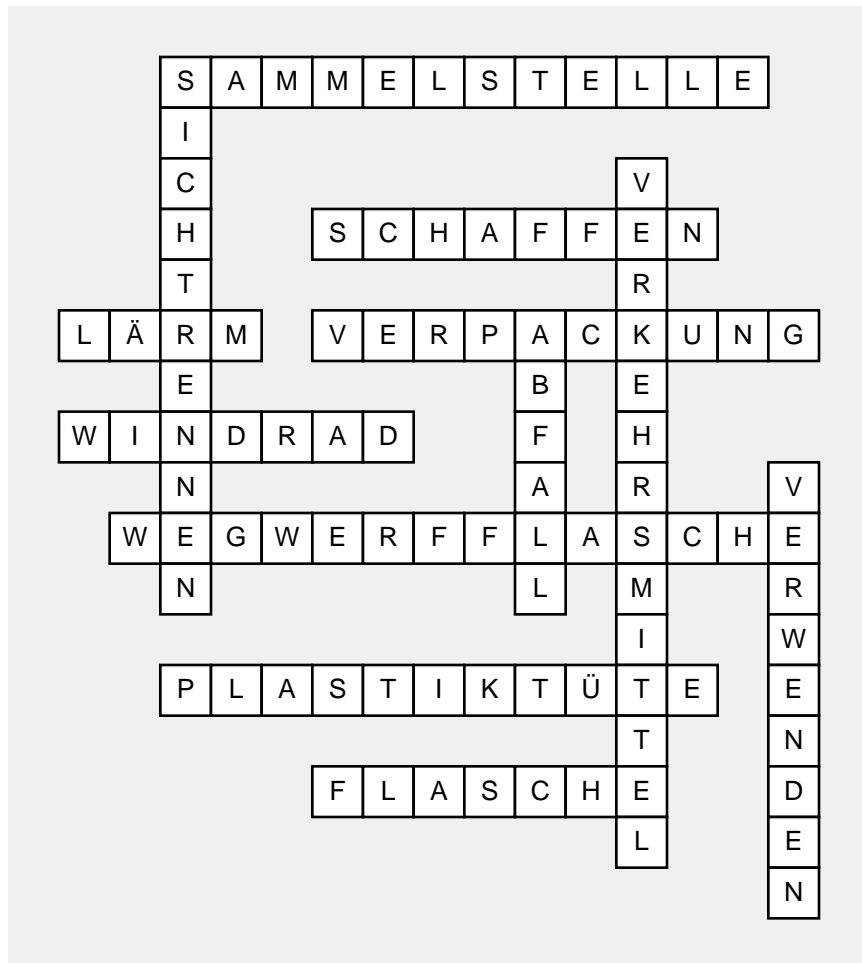 SAMMELSTELLE
SICHTRENNEN
VERKEHRSMITTEL
SCHAFFEN
LÄRM
VERPACKUNG
ABFALL
WINDRAD
VERWENDEN
WEGWERFFLASCHE
PLASTIKTÜTE
FLASCHE